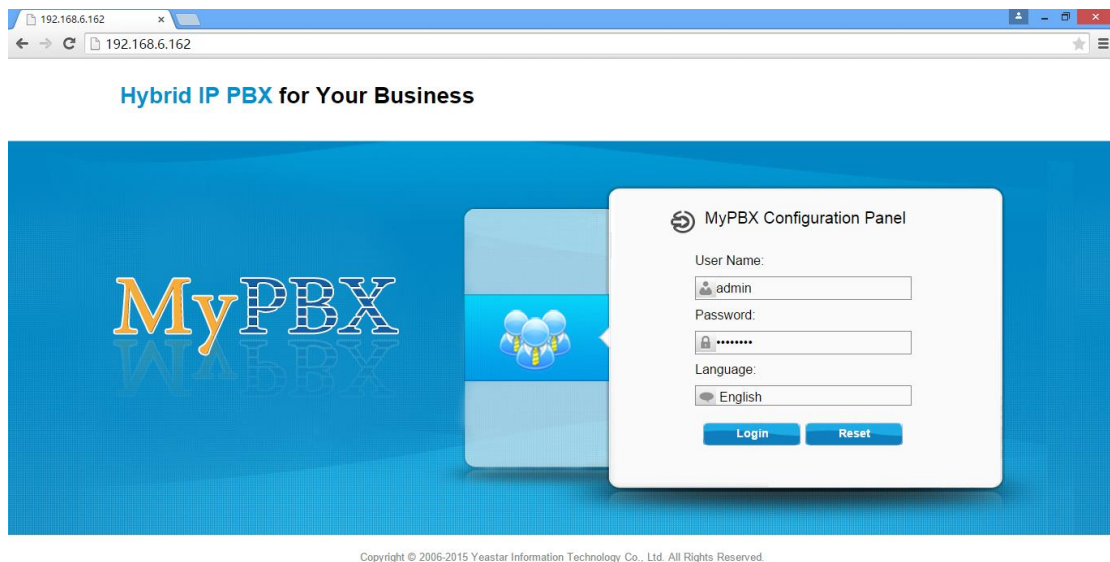 192.168.6.162
192.168.6.162
Hybrid IP PBX for Your Business
MyPBX
MyPBX Configuration Panel
User Name:
admin
Password:
••••••••
Language:
English
Login Reset
Copyright © 2006-2015 Yeastar Information Technology Co., Ltd. All Rights Reserved.